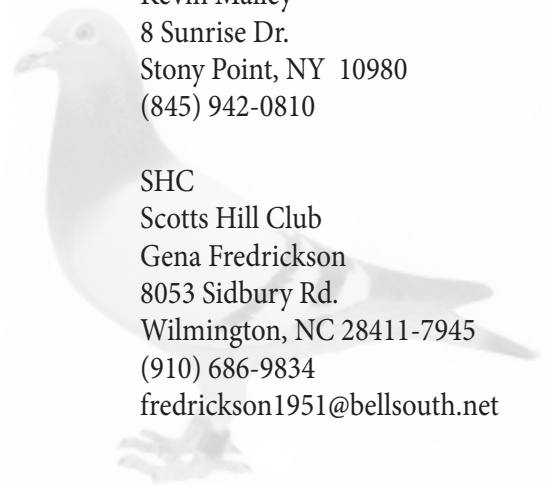 8 Sunrise Dr.
Stony Point, NY  10980
(845) 942-0810
SHC
Scotts Hill Club
Gena Fredrickson
8053 Sidbury Rd.
Wilmington, NC 28411-7945
(910) 686-9834
fredrickson1951@bellsouth.net